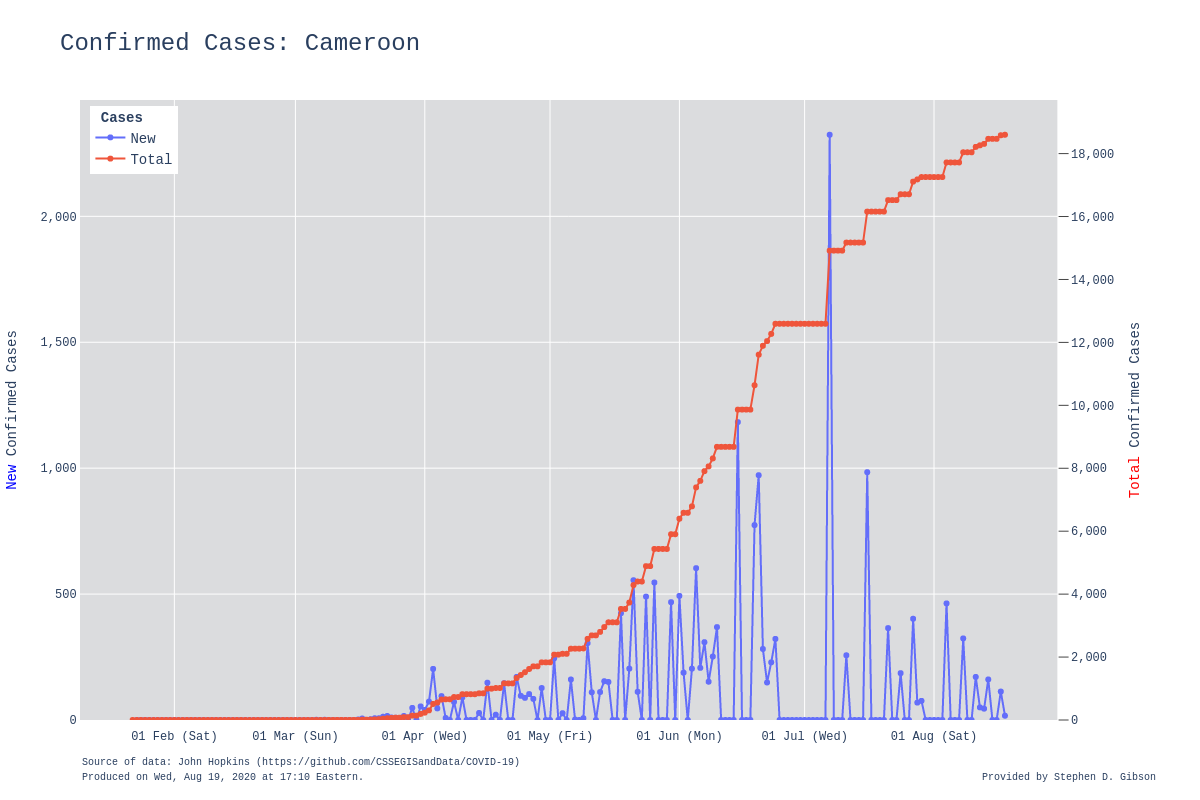 Confirmed Cases: Cameroon
Cases
New
Total
2,000
1,500
1,000
500
0
18,000
16,000
14,000
12,000
10,000
8,000
6,000
4,000
2,000
0
New Confirmed Cases
Total Confirmed Cases
01 Feb (Sat) 01 Mar (Sun) 01 Apr (Wed) 01 May (Fri) 01 Jun (Mon) 01 Jul (Wed) 01 Aug (Sat)
Source of data: John Hopkins (https://github.com/CSSEGISandData/COVID-19)
Produced on Wed, Aug 19, 2020 at 17:10 Eastern.
Provided by Stephen D. Gibson